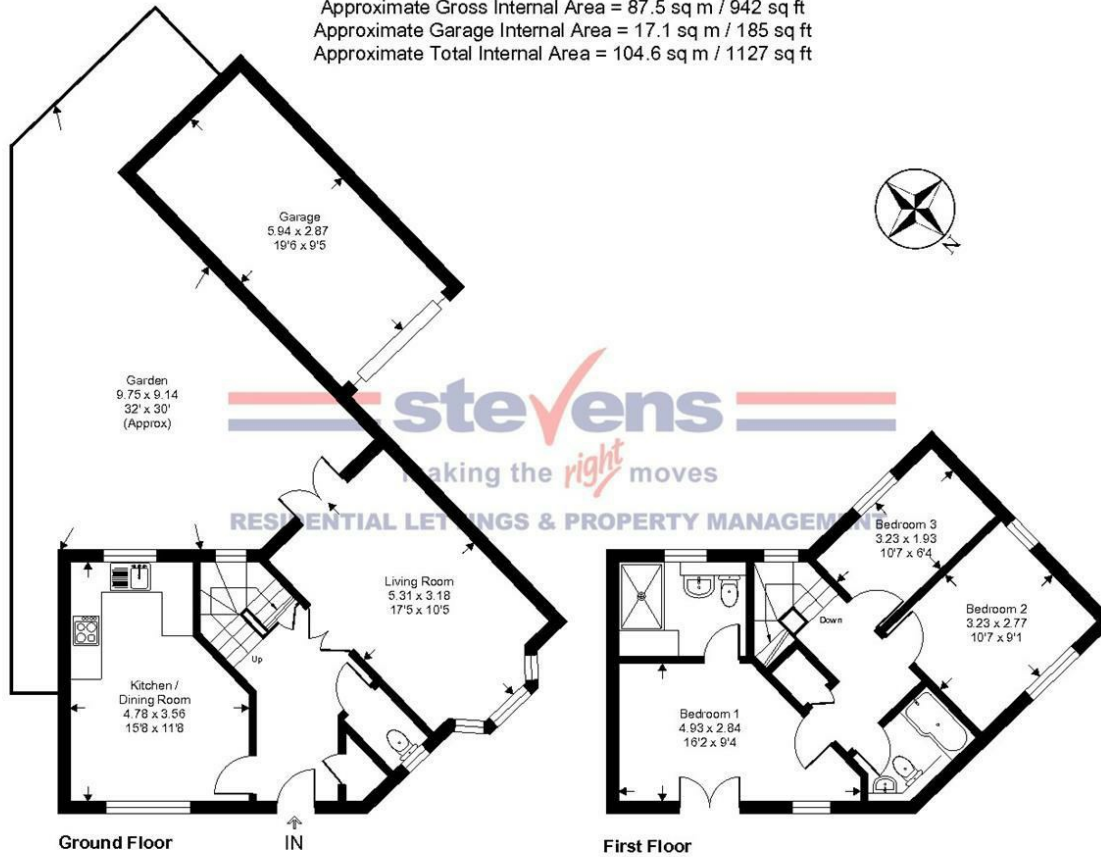 Approximate Gross Internal Area = 87.5 sq m / 942 sq ft
Approximate Garage Internal Area = 17.1 sq m / 185 sq ft
Approximate Total Internal Area = 104.6 sq m / 1127 sq ft
Garage
5.94 x 2.87
19'6 x 9'5
N
Garden
9.75 x 9.14
32' x 30'
(Approx)
stevens
making the right moves
RESIDENTIAL LETTINGS & PROPERTY MANAGEMENT
Living Room
5.31 x 3.18
17'5 x 10'5
Up
Kitchen /
Dining Room
4.78 x 3.56
15'8 x 11'8
IN
Ground Floor
Bedroom 3
3.23 x 1.93
10'7 x 6'4
Bedroom 2
3.23 x 2.77
10'7 x 9'1
Down
Bedroom 1
4.93 x 2.84
16'2 x 9'4
First Floor